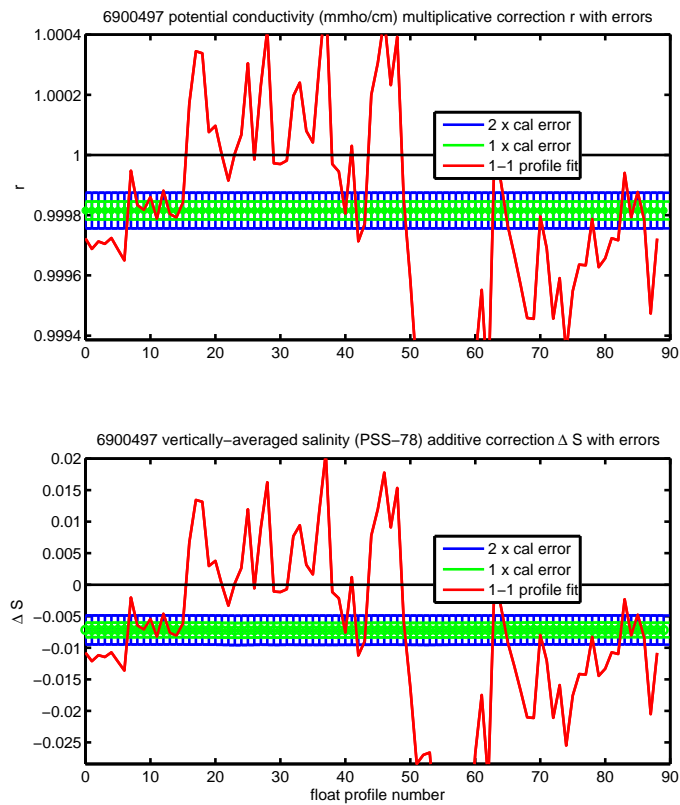 6900497 potential conductivity (mmho/cm) multiplicative correction r with errors
1.0004
1.0002
1
0.9998
0.9996
0.9994
r
2 x cal error
1 x cal error
1−1 profile fit
0 10 20 30 40 50 60 70 80 90
6900497 vertically−averaged salinity (PSS−78) additive correction Δ S with errors
0.02
0.015
0.01
0.005
0
−0.005
−0.01
−0.015
−0.02
−0.025
Δ S
2 x cal error
1 x cal error
1−1 profile fit
0 10 20 30 40 50 60 70 80 90
float profile number